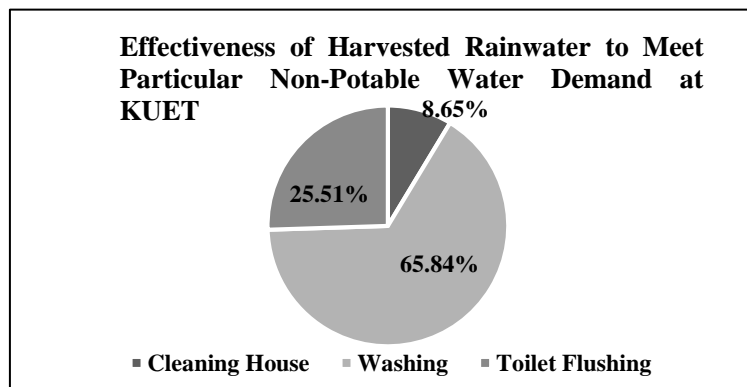 Effectiveness of Harvested Rainwater to Meet
Particular Non-Potable Water Demand at
KUET
8.65%
25.51%
65.84%
Cleaning House Washing Toilet Flushing